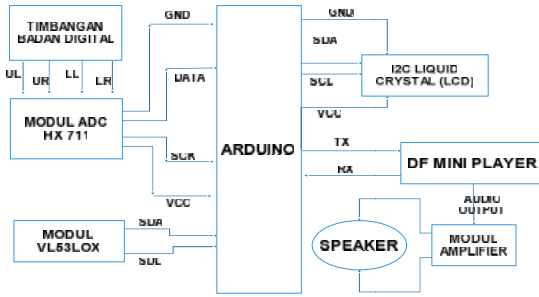 TIMBANGAN
BADAN DIGITAL
UL
UR
LL
LR
MODUL ADC
HX 711
GND
DATA
SCK
VCC
MODUL
VL53LOX
SDA
SDL
ARDUINO
GND
SDA
SCL
VCC
I2C LIQUID
CRYSTAL (LCD)
TX
RX
DF MINI PLAYER
AUDIO
OUTPUT
MODUL
AMPLIFIER
SPEAKER